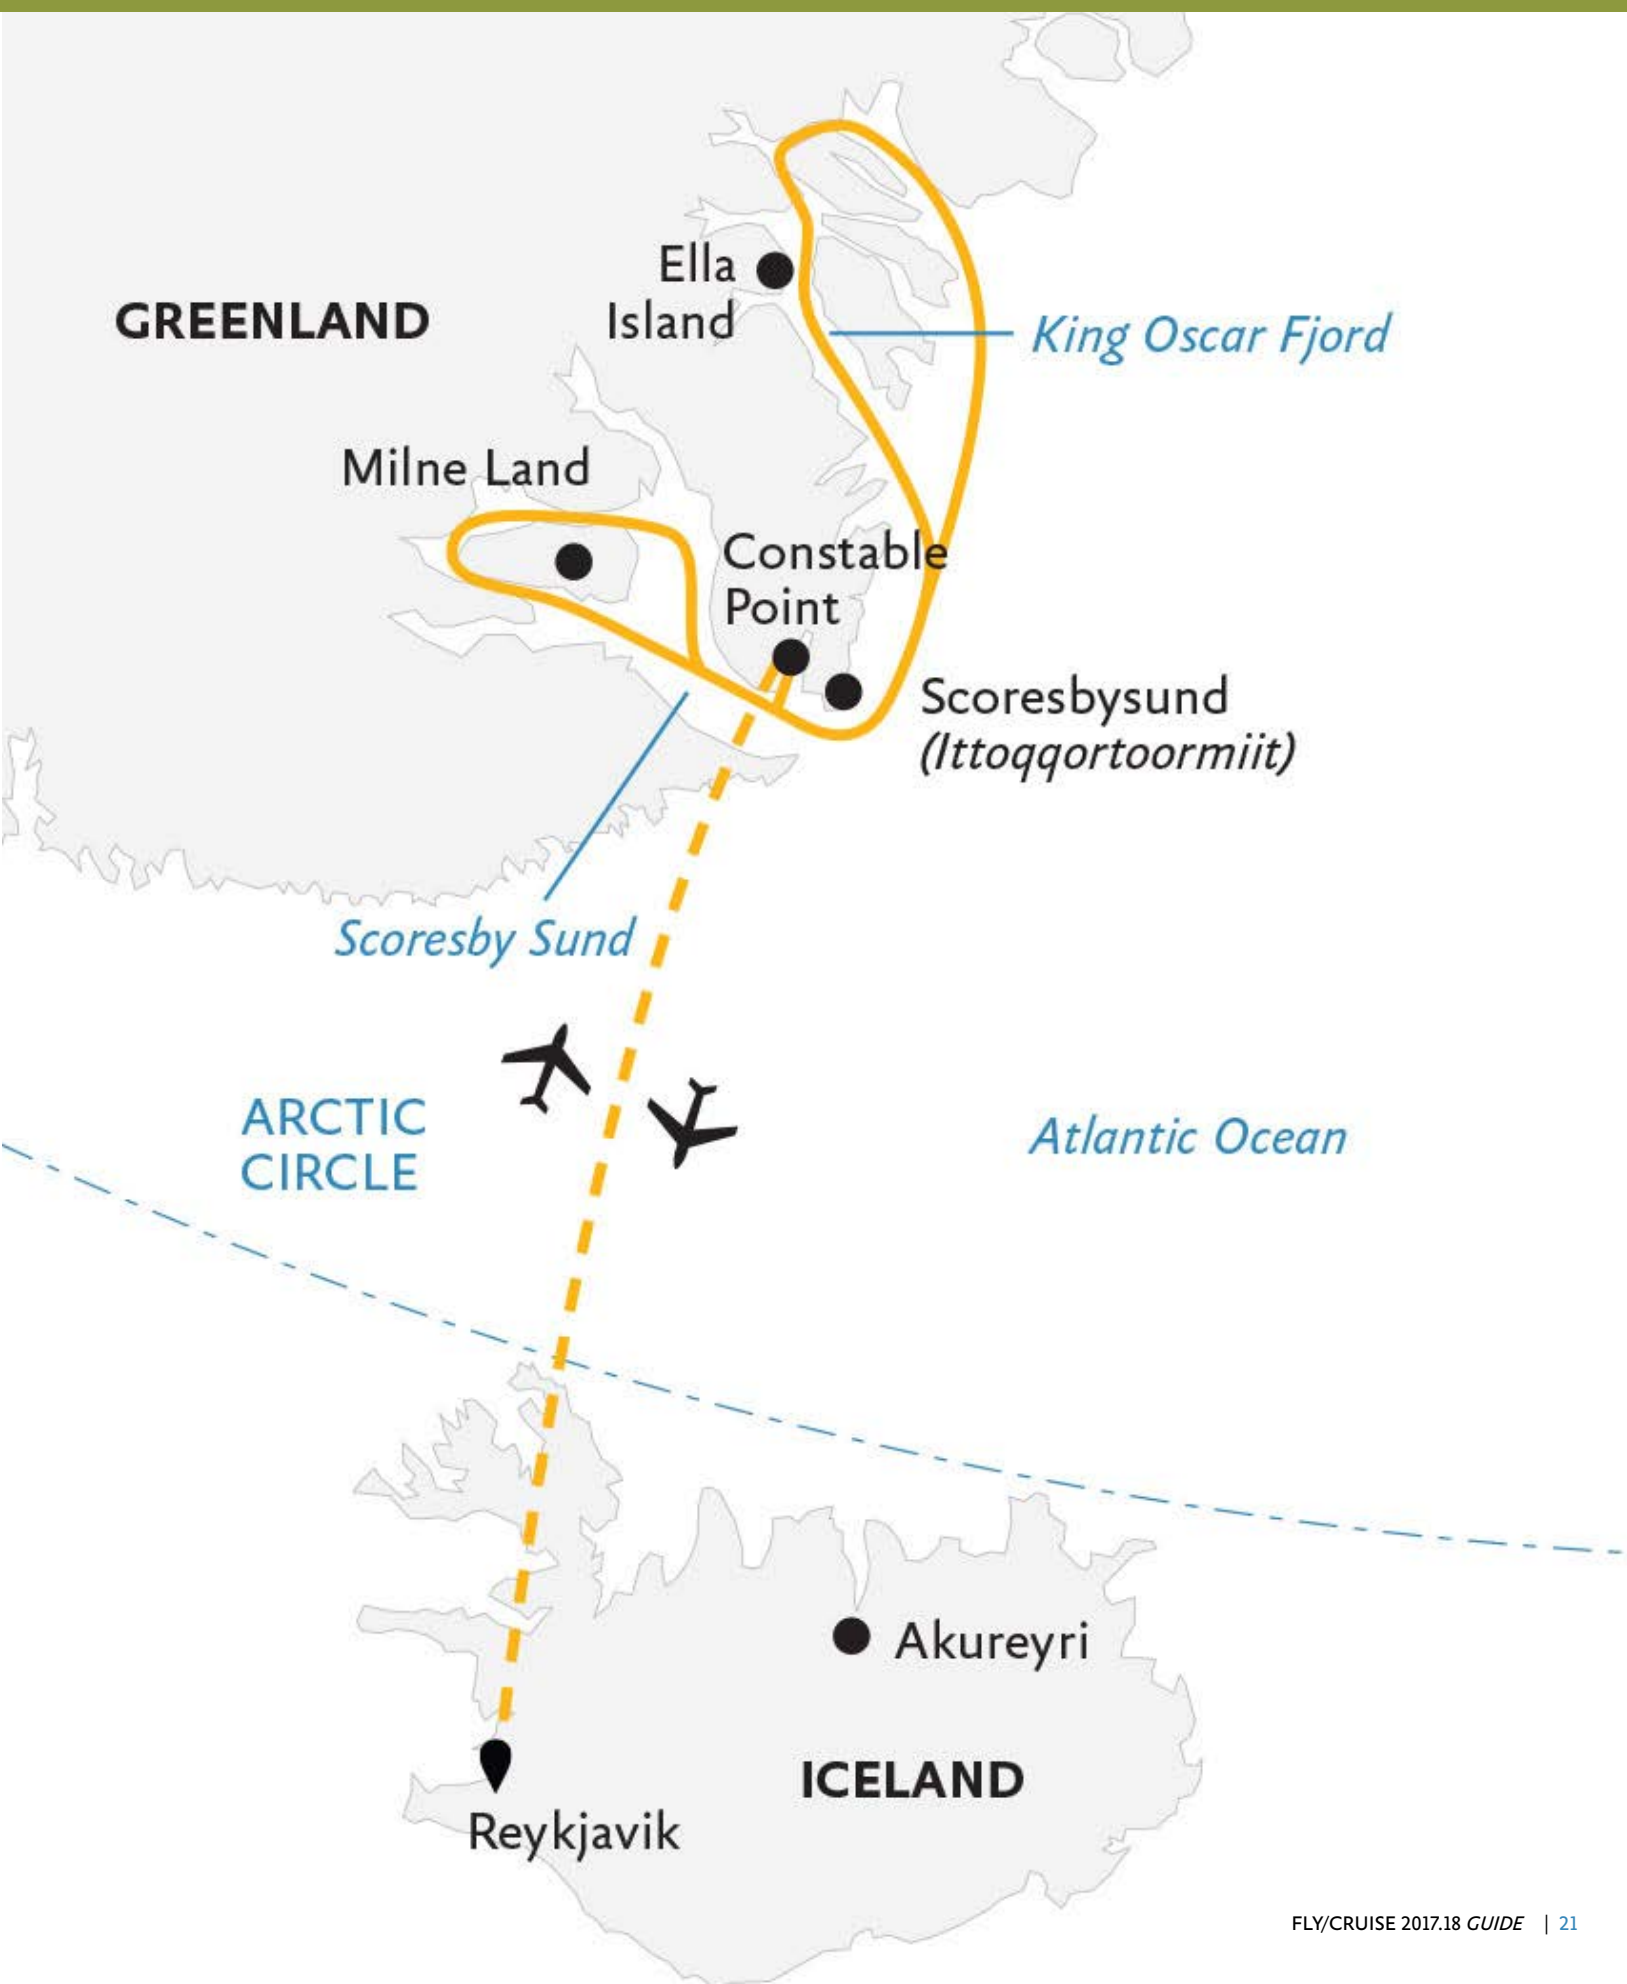 Ella
Island
GREENLAND
King Oscar Fjord
Milne Land
Constable
Point
Scoresbysund
(Ittoqqortoormiit)
Scoresby Sund
ARCTIC
CIRCLE
Atlantic Ocean
Akureyri
ICELAND
Reykjavik
FLY/CRUISE 2017.18 GUIDE | 21